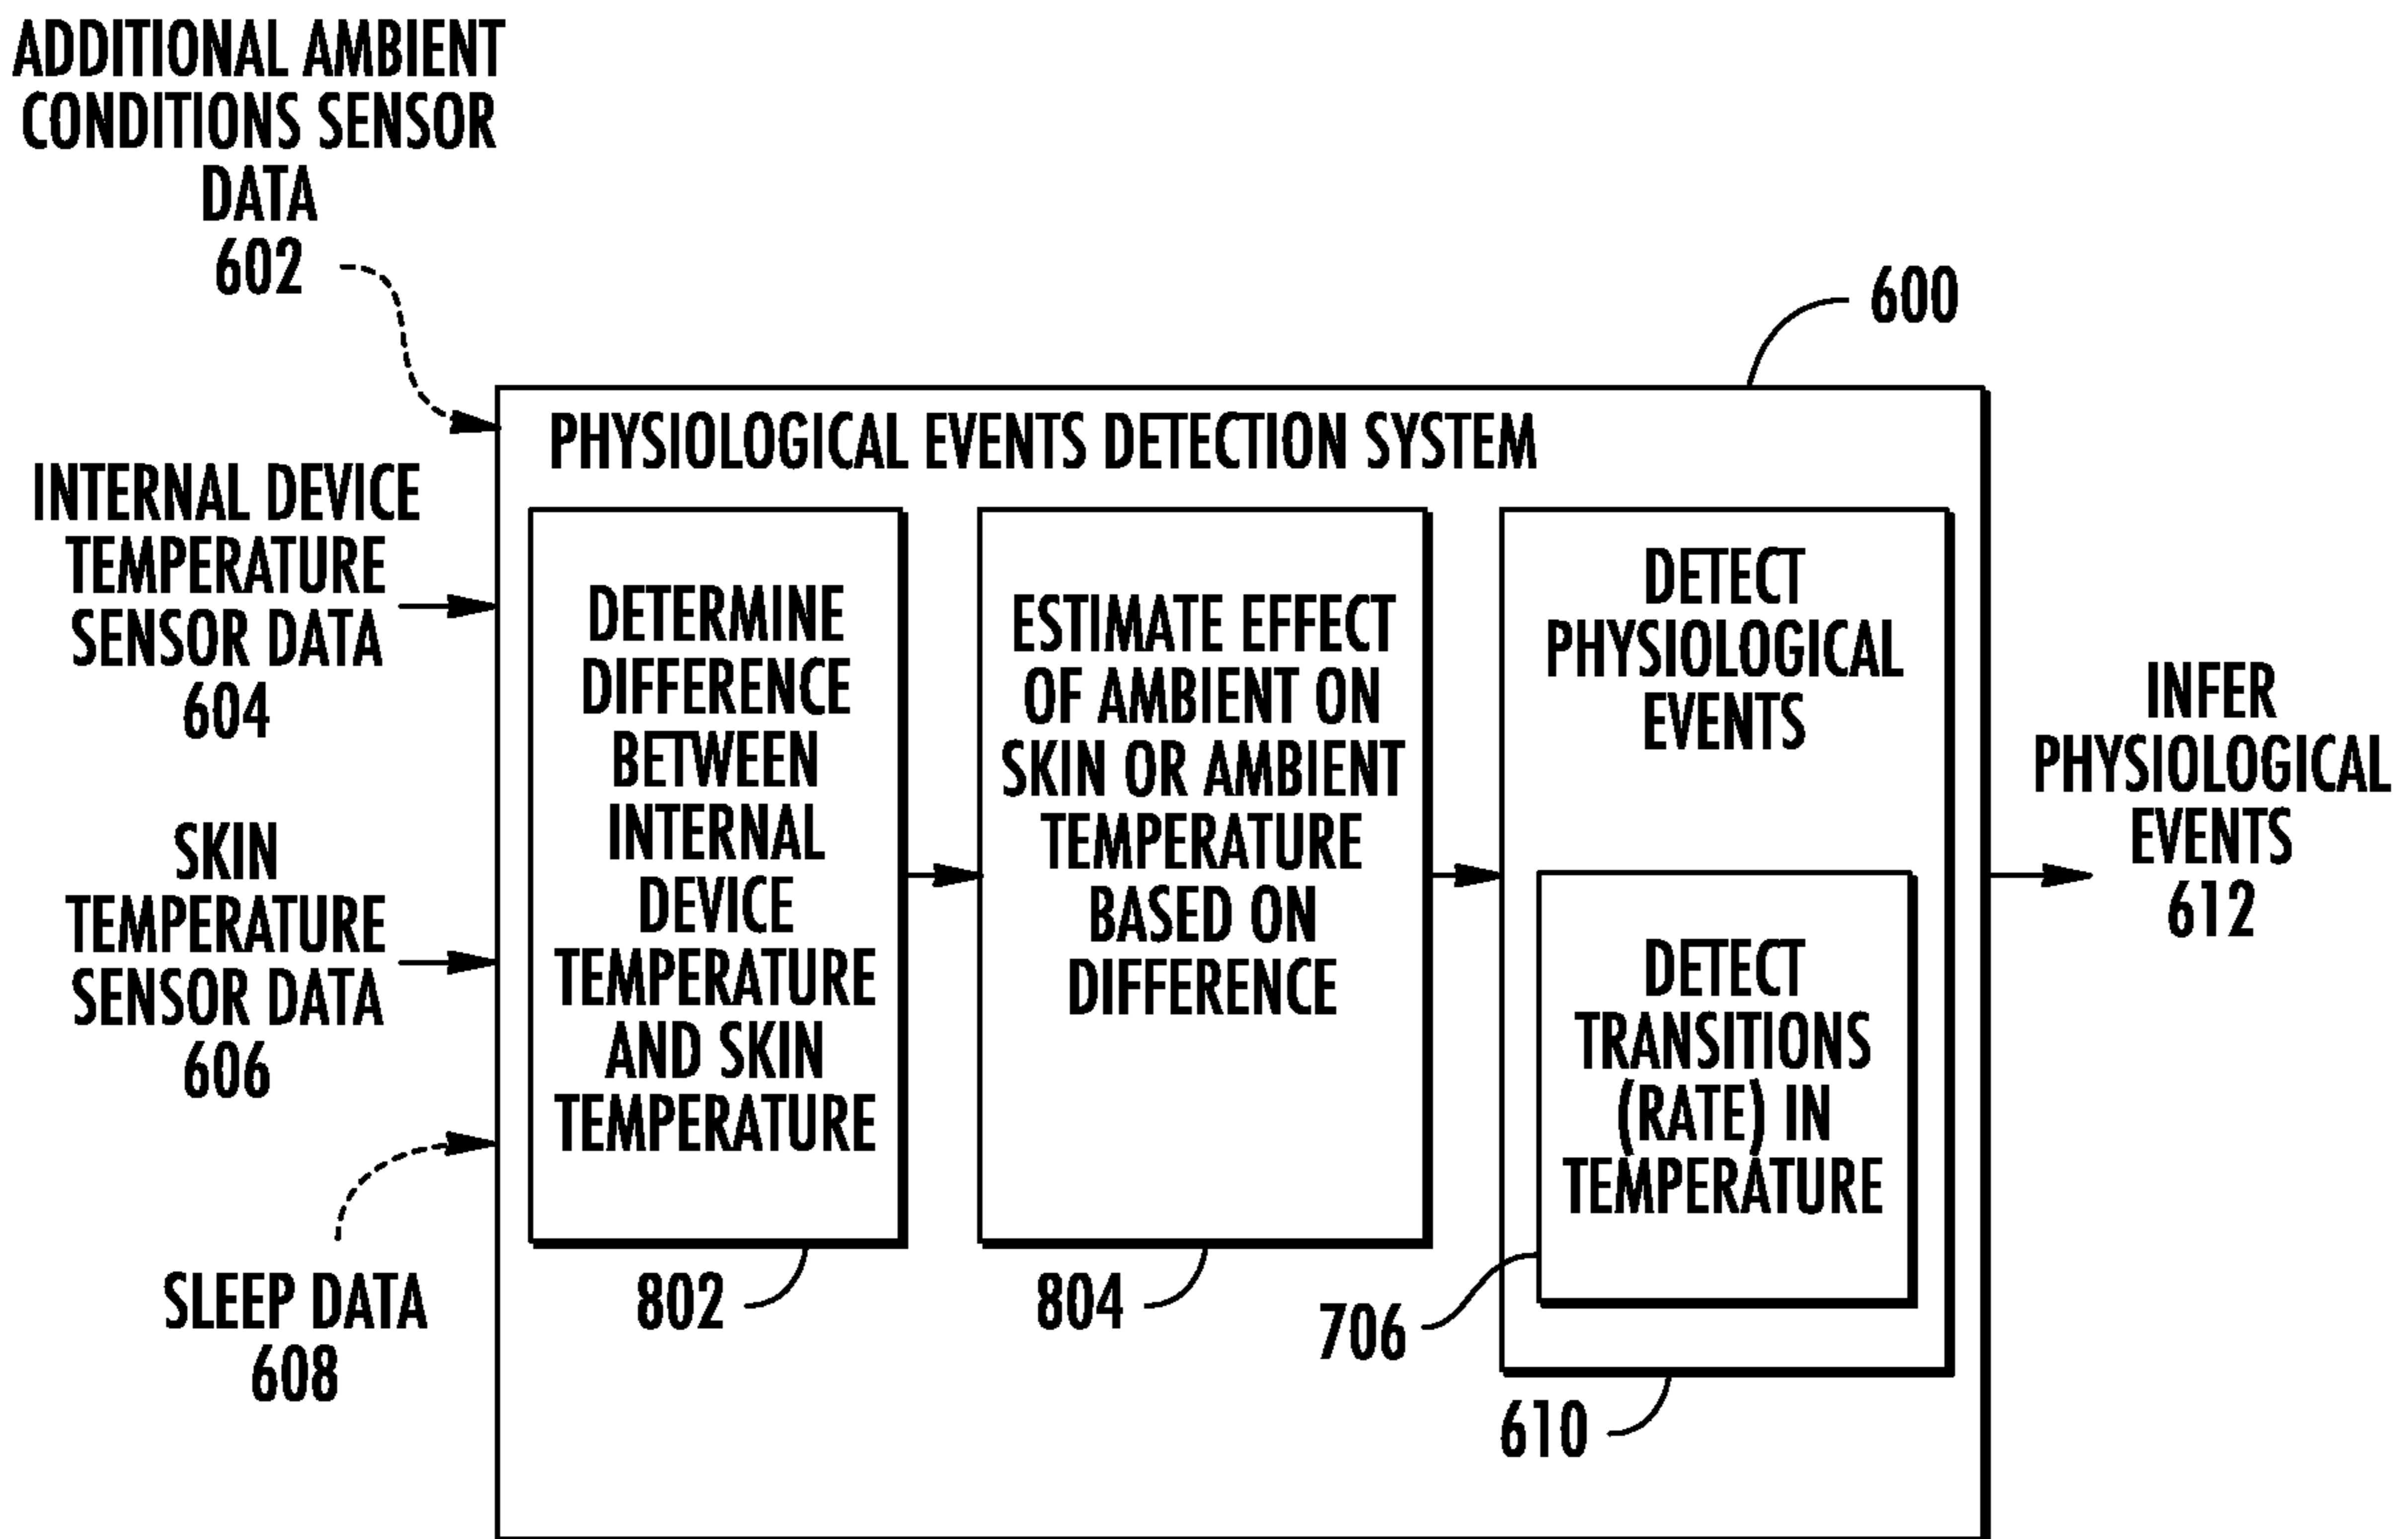 ADDITIONAL AMBIENT
CONDITIONS SENSOR
DATA
602
600
PHYSIOLOGICAL EVENTS DETECTION SYSTEM
INTERNAL DEVICE
TEMPERATURE
SENSOR DATA
604
SKIN
TEMPERATURE
SENSOR DATA
606
SLEEP DATA
608
DETERMINE
DIFFERENCE
BETWEEN
INTERNAL
DEVICE
TEMPERATURE
AND SKIN
TEMPERATURE
802
ESTIMATE EFFECT
OF AMBIENT ON
SKIN OR AMBIENT
TEMPERATURE
BASED ON
DIFFERENCE
804
DETECT
PHYSIOLOGICAL
EVENTS
DETECT
TRANSITIONS
(RATE) IN
TEMPERATURE
706
610
INFER
PHYSIOLOGICAL
EVENTS
612